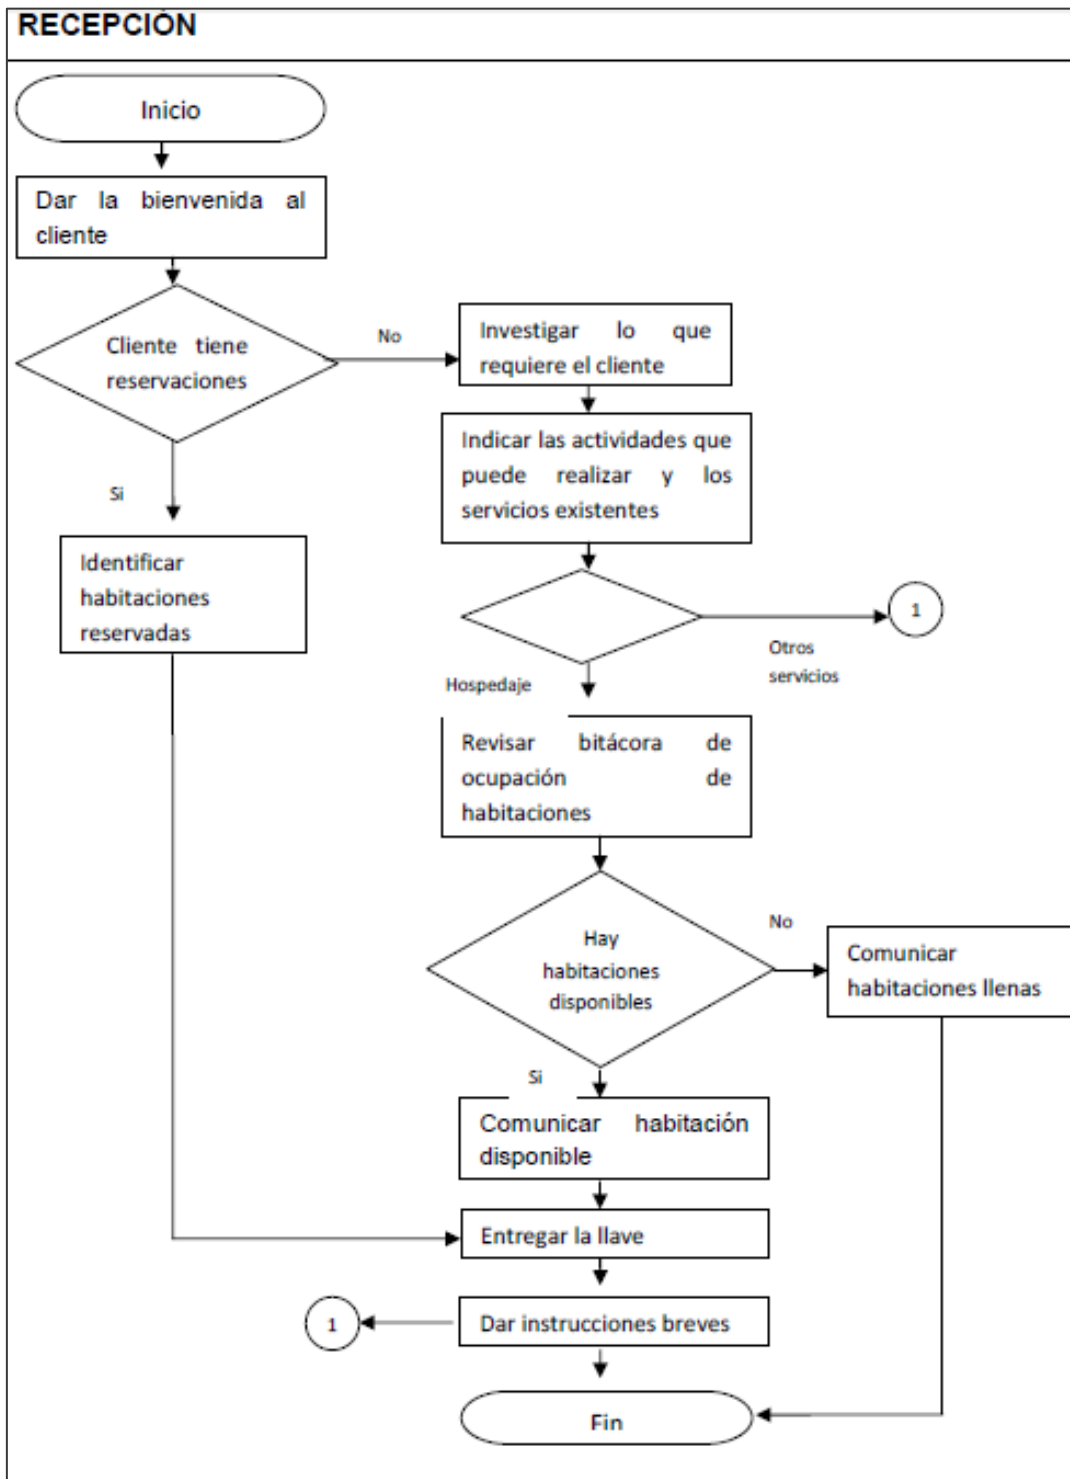 RECEPCIÓN
Inicio
Dar la bienvenida al
cliente
Cliente tiene
reservaciones
No
Investigar lo que
requiere el cliente
Indicar las actividades que
puede realizar y los
servicios existentes
Si
Identificar
habitaciones
reservadas
1
Otros
servicios
Hospedaje
Revisar bitácora de
ocupación de
habitaciones
Hay
habitaciones
disponibles
No
Comunicar
habitaciones llenas
Si
Comunicar habitación
disponible
Entregar la llave
Dar instrucciones breves
1
Fin